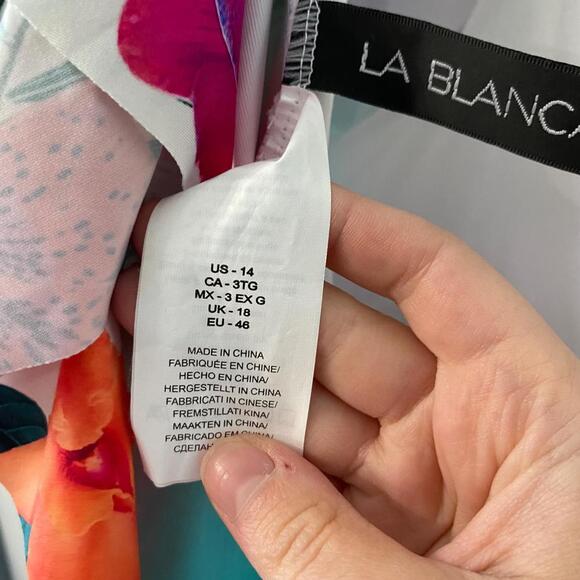 LA BLANCA
US - 14
CA - 3TG
MX - 3 EX G
UK - 18
EU - 46
MADE IN CHINA
FABRIQUÉE EN CHINE/
HECHO EN CHINA/
HERGESTELLT IN CHINA
FABBRICATI IN CINESE/
FREMSTILLATI KINA/
MAAKTEN IN CHINA/
FABRICADO EM CHINA/
СДЕЛАН